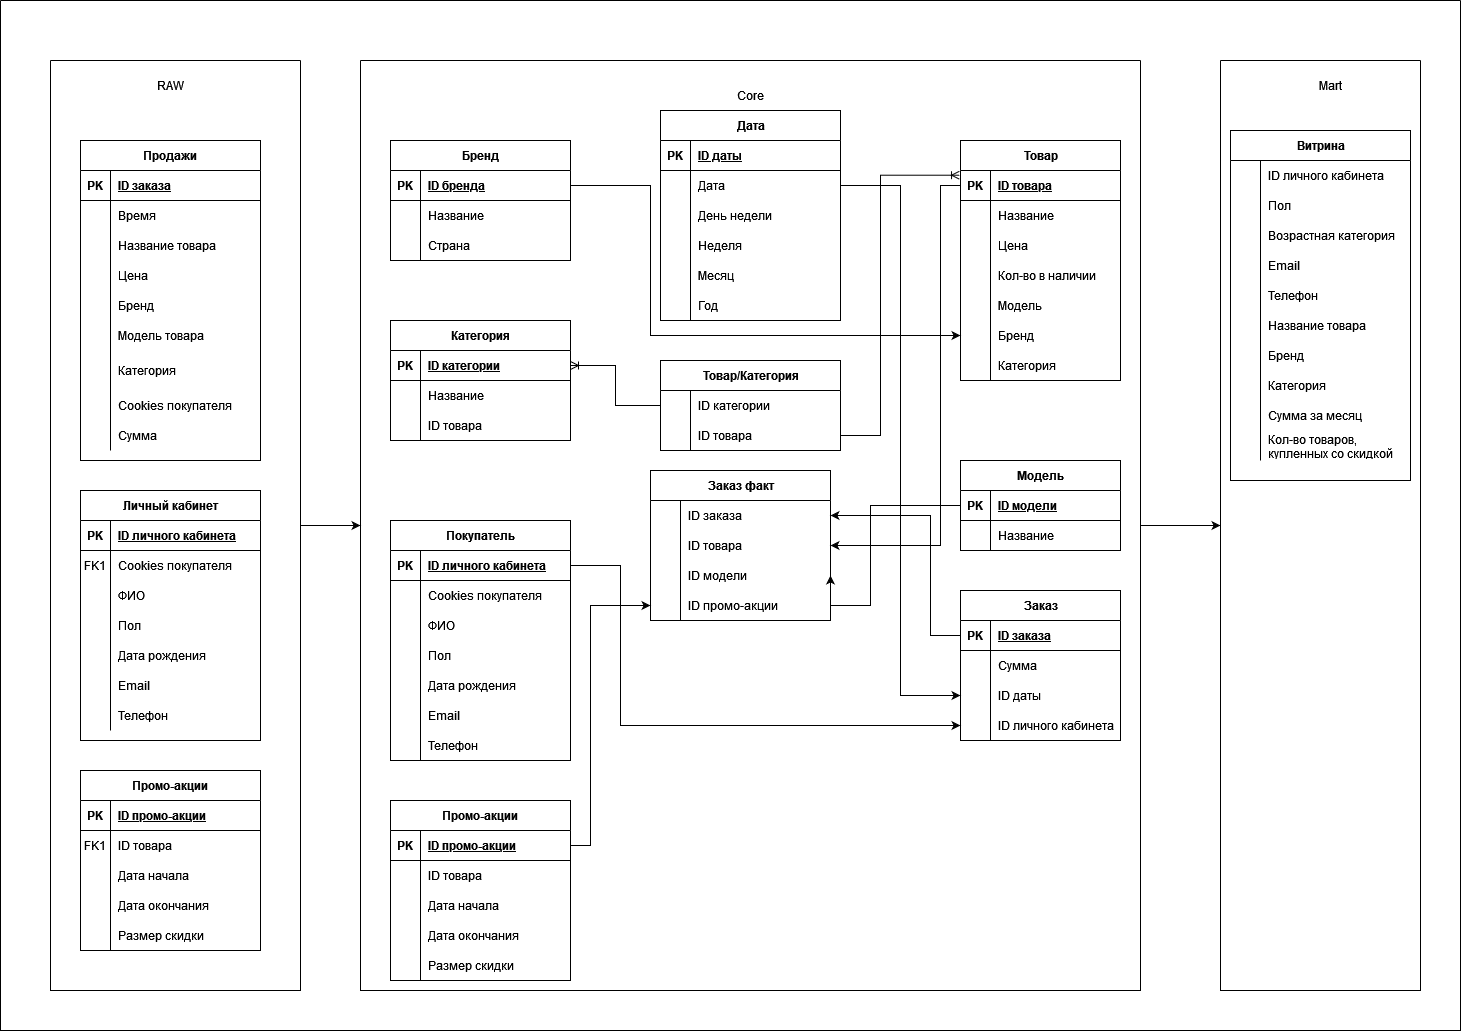 RAW
Продажи
PK ID заказа
Время
Название товара
Цена
Бренд
Модель товара
Категория
Cookies покупателя
Сумма
Личный кабинет
PK ID личного кабинета
FK1 Cookies покупателя
ФИО
Пол
Дата рождения
Email
Телефон
Промо-акции
PK ID промо-акции
FK1 ID товара
Дата начала
Дата окончания
Размер скидки
Core
Бренд
PK ID бренда
Название
Страна
Категория
PK ID категории
Название
ID товара
Покупатель
PK ID личного кабинета
Cookies покупателя
ФИО
Пол
Дата рождения
Email
Телефон
Промо-акции
PK ID промо-акции
ID товара
Дата начала
Дата окончания
Размер скидки
Дата
PK ID даты
Дата
День недели
Неделя
Месяц
Год
Товар/Категория
ID категории
ID товара
Заказ факт
ID заказа
ID товара
ID модели
ID промо-акции
Товар
PK ID товара
Название
Цена
Кол-во в наличии
Модель
Бренд
Категория
Модель
PK ID модели
Название
Заказ
PK ID заказа
Сумма
ID даты
ID личного кабинета
Mart
Витрина
ID личного кабинета
Пол
Возрастная категория
Email
Телефон
Название товара
Бренд
Категория
Сумма за месяц
Кол-во товаров,
купленных со скидкой